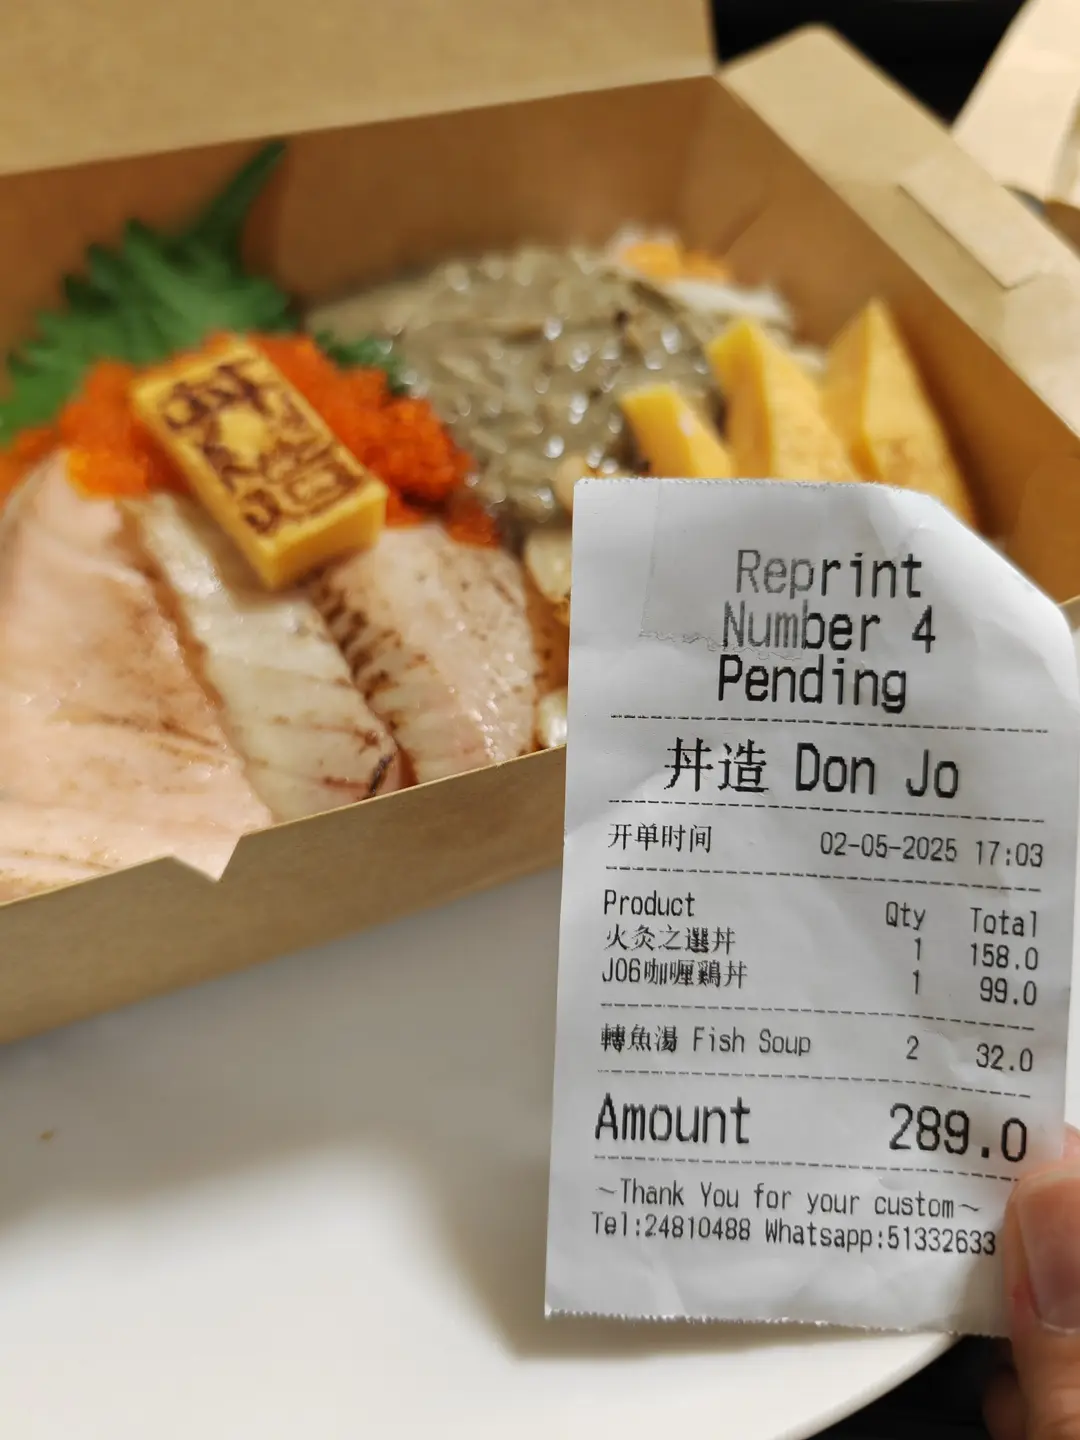 Reprint
Number 4
Pending
丼造 Don Jo
开单时间 02-05-2025 17:03
Product Qty Total
火灸之選丼 1 158.0
J06咖喱鷄丼 1 99.0
轉魚湯 Fish Soup 2 32.0
Amount 289.0
~Thank You for your custom~
Tel:24810488 Whatsapp:51332633